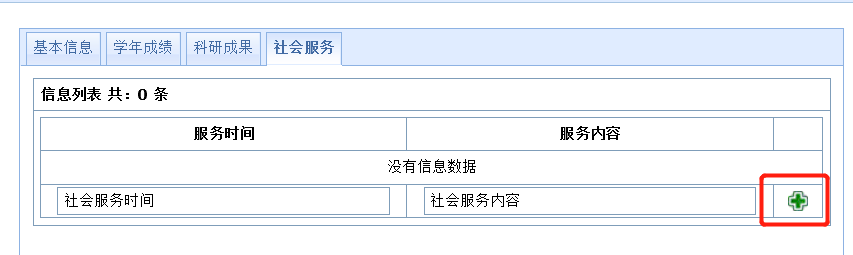 基本信息 学年成绩 科研成果 社会服务
信息列表 共：0 条
服务时间 服务内容
没有信息数据
社会服务时间 社会服务内容